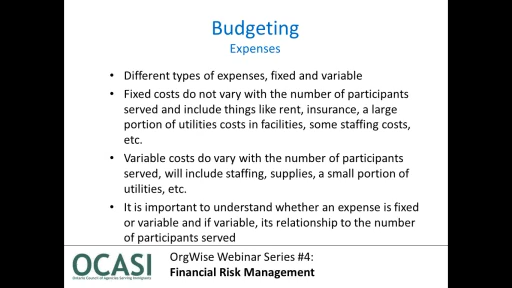 Budgeting
Expenses
• Different types of expenses, fixed and variable
• Fixed costs do not vary with the number of participants
served and include things like rent, insurance, a large
portion of utilities costs in facilities, some staffing costs,
etc.
• Variable costs do vary with the number of participants
served, will include staffing, supplies, a small portion of
utilities, etc.
• It is important to understand whether an expense is fixed
or variable and if variable, its relationship to the number
of participants served
OCASI
Ontario Council of Agencies Serving Immigrants
OrgWise Webinar Series #4:
Financial Risk Management